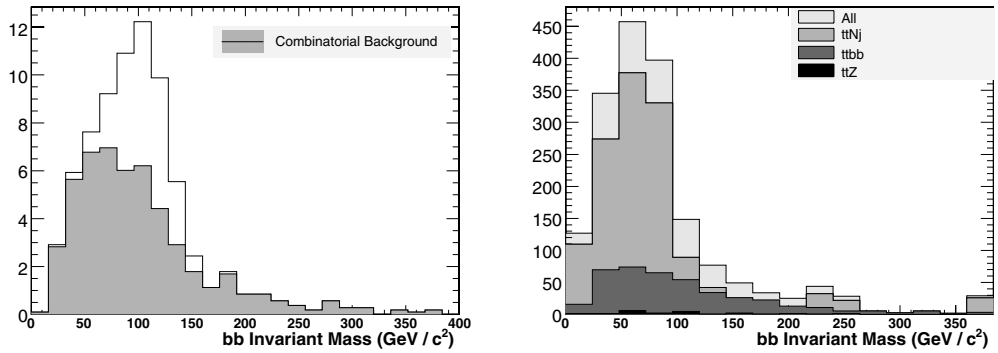 12
10
8
6
4
2
0
Combinatorial Background
0 50 100 150 200 250 300 350 400
bb Invariant Mass (GeV / c²)
450
400
350
300
250
200
150
100
50
0
All
ttNj
ttbb
ttZ
0 50 100 150 200 250 300 350
bb Invariant Mass (GeV / c²)